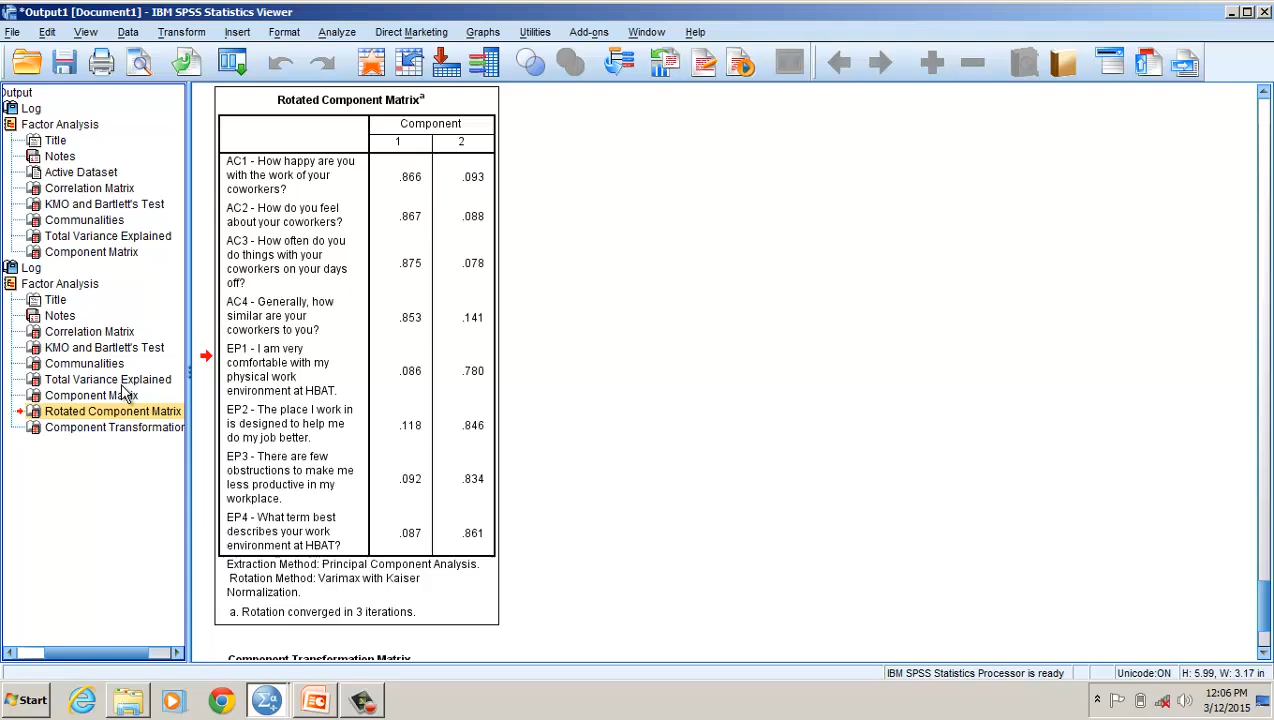 *Output1 [Document1] - IBM SPSS Statistics Viewer
File Edit View Data Transform Insert Format Analyze Direct Marketing Graphs Utilities Add-ons Window Help
Output
Log
Factor Analysis
Title
Notes
Active Dataset
Correlation Matrix
KMO and Bartlett's Test
Communalities
Total Variance Explained
Component Matrix
Log
Factor Analysis
Title
Notes
Correlation Matrix
KMO and Bartlett's Test
Communalities
Total Variance Explained
Component Matrix
Rotated Component Matrix
Component Transformation
Rotated Component Matrixa
Component
1 2
AC1 - How happy are you
with the work of your
coworkers?
.866 .093
AC2 - How do you feel
about your coworkers?
.867 .088
AC3 - How often do you
do things with your
coworkers on your days
off?
.875 .078
AC4 - Generally, how
similar are your
coworkers to you?
.853 .141
EP1 - I am very
comfortable with my
physical work
environment at HBAT.
.086 .780
EP2 - The place I work in
is designed to help me
do my job better.
.118 .846
EP3 - There are few
obstructions to make me
less productive in my
workplace.
.092 .834
EP4 - What term best
describes your work
environment at HBAT?
.087 .861
Extraction Method: Principal Component Analysis.
Rotation Method: Varimax with Kaiser
Normalization.
a. Rotation converged in 3 iterations.
Component Transformation Matrix
IBM SPSS Statistics Processor is ready Unicode:ON H: 5.99, W: 3.17 in
Start
12:06 PM
3/12/2015